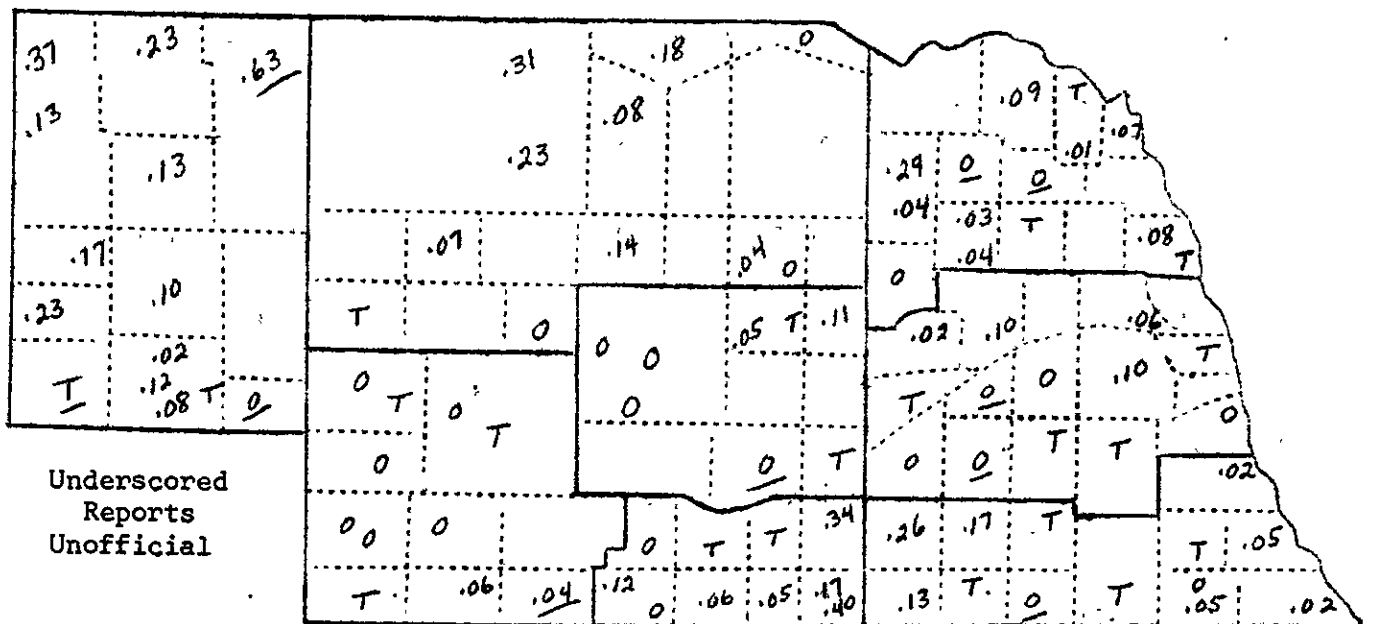 .37 .23 .63
.31 .18 0
.13 .08 .09 T .07
.13 .23 .29 0 0 .01
.04 .03 T .08
.17 .07 .14 .04 0 0 .04 T
.23 .10 T 0 .05 T .11 .02 .10 .06
0 0 T
.02
T .12 .08 T 0
0 T 0 T 0 T 0 0 .10 0
0 0 T 0 0 T T .02
Underscored
Reports
Unofficial
0 0 0 0 T T .34 .26 .17 T T .05
T .06 .04 .12 0 .06 .05 .17 .40 .13 T. 0 T 0 .05 .02